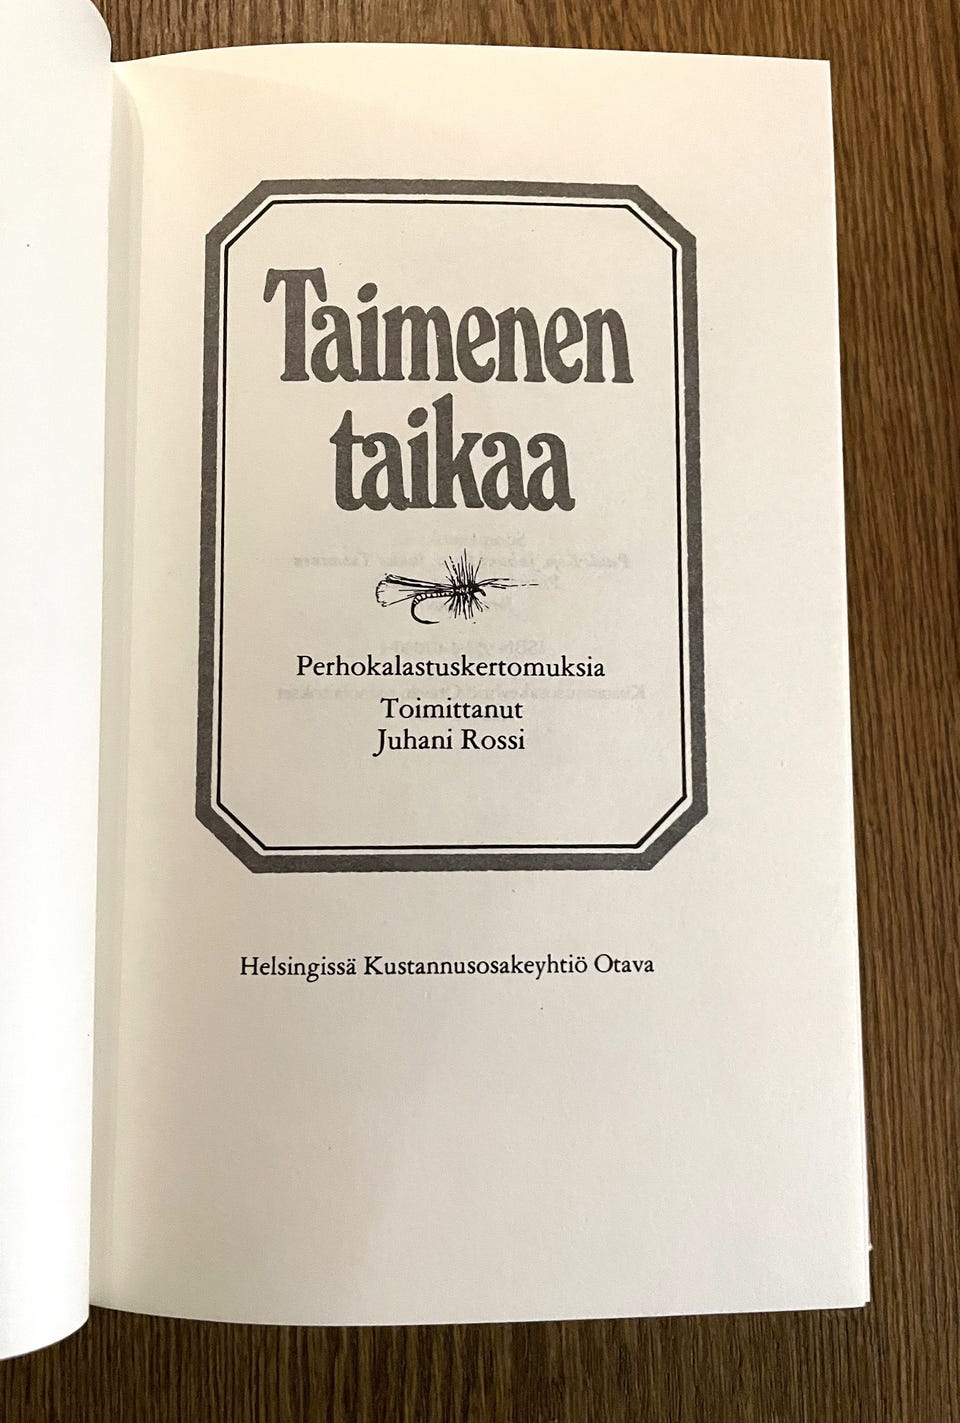 Taimenen
taikaa
Perhokalastuskertomuksia
Toimittanut
Juhani Rossi
Helsingissä Kustannusosakeyhtiö Otava